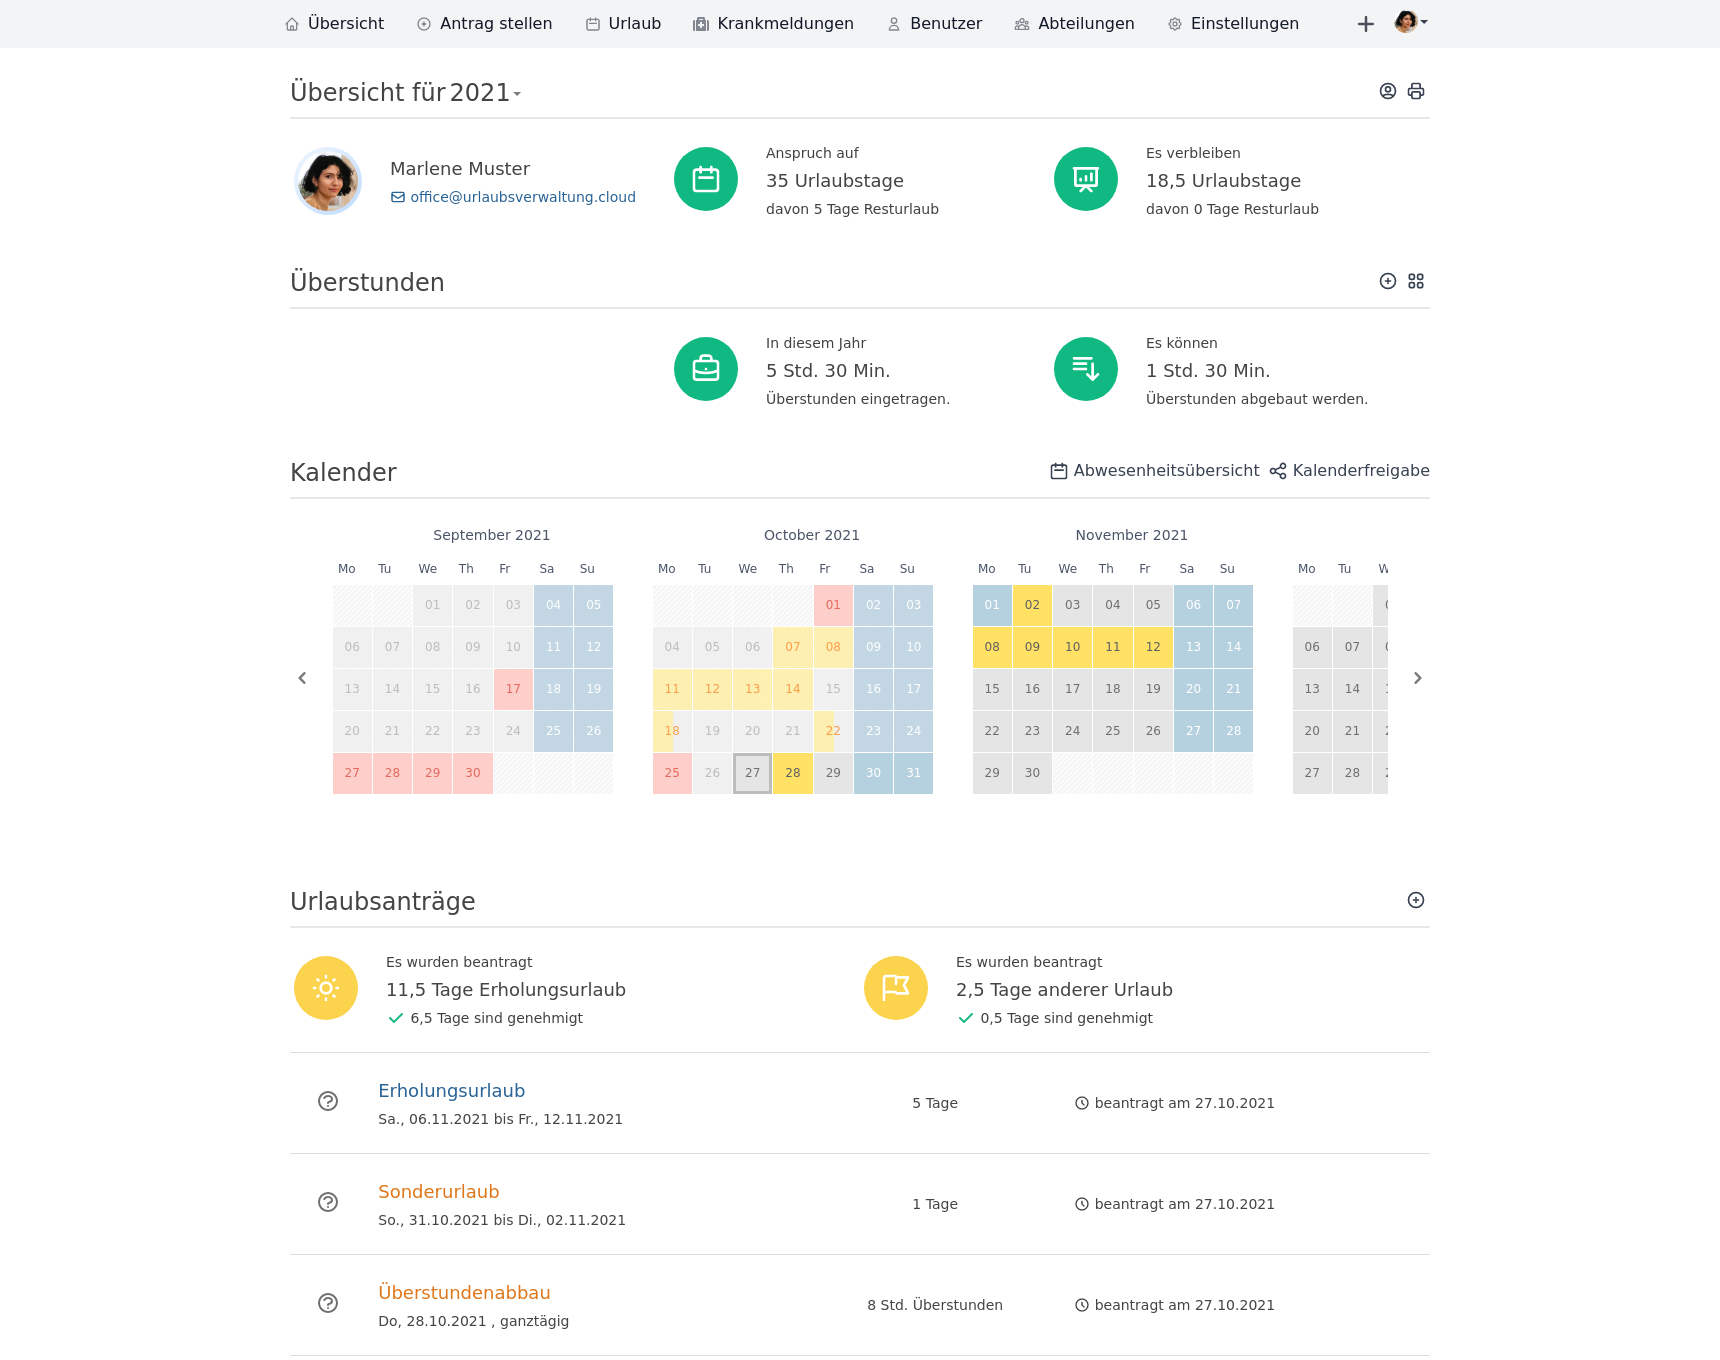 Übersicht Antrag stellen Urlaub Krankmeldungen Benutzer Abteilungen Einstellungen
Übersicht für 2021
Marlene Muster
office@urlaubsverwaltung.cloud
Anspruch auf
35 Urlaubstage
davon 5 Tage Resturlaub
Es verbleiben
18,5 Urlaubstage
davon 0 Tage Resturlaub
Überstunden
In diesem Jahr
5 Std. 30 Min.
Überstunden eingetragen.
Es können
1 Std. 30 Min.
Überstunden abgebaut werden.
Kalender
Abwesenheitsübersicht Kalenderfreigabe
September 2021
Mo Tu We Th Fr Sa Su
01 02 03 04 05
06 07 08 09 10 11 12
13 14 15 16 17 18 19
20 21 22 23 24 25 26
27 28 29 30
October 2021
Mo Tu We Th Fr Sa Su
01 02 03
04 05 06 07 08 09 10
11 12 13 14 15 16 17
18 19 20 21 22 23 24
25 26 27 28 29 30 31
November 2021
Mo Tu We Th Fr Sa Su
01 02 03 04 05 06 07
08 09 10 11 12 13 14
15 16 17 18 19 20 21
22 23 24 25 26 27 28
29 30
Mo Tu
06 07
13 14
20 21
27 28
Urlaubsanträge
Es wurden beantragt
11,5 Tage Erholungsurlaub
6,5 Tage sind genehmigt
Es wurden beantragt
2,5 Tage anderer Urlaub
0,5 Tage sind genehmigt
Erholungsurlaub
Sa., 06.11.2021 bis Fr., 12.11.2021
5 Tage
beantragt am 27.10.2021
Sonderurlaub
So., 31.10.2021 bis Di., 02.11.2021
1 Tage
beantragt am 27.10.2021
Überstundenabbau
Do, 28.10.2021 , ganztägig
8 Std. Überstunden
beantragt am 27.10.2021